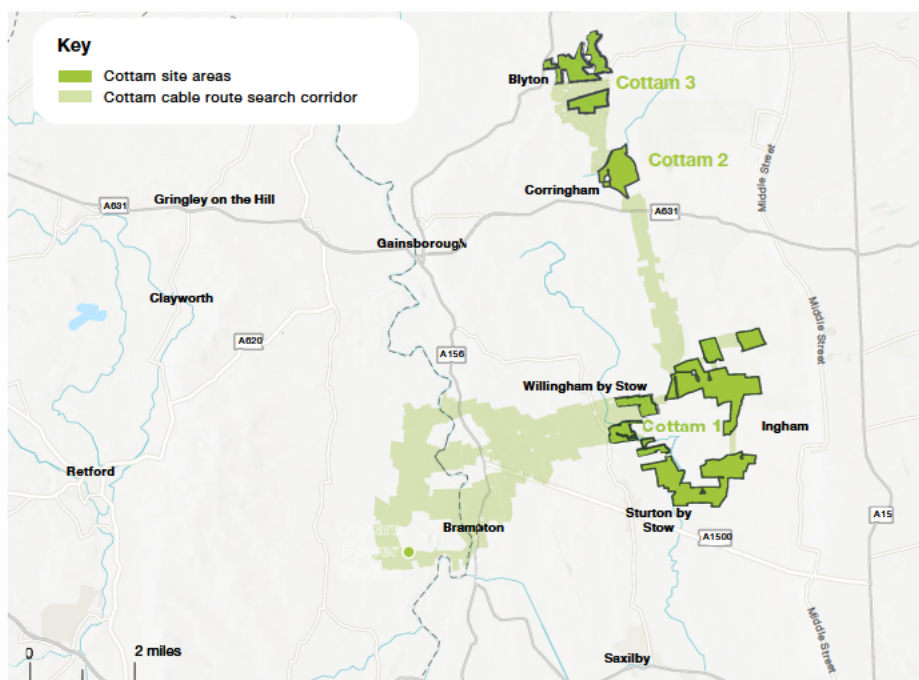 Key
Cottam site areas
Cottam cable route search corridor
Blyton
Cottam 3
Cottam 2
Middle Street
Corringham
A631
Gringley on the Hill
A631
Gainsborough
Clayworth
Middle Street
A620
A156
Willingham by Stow
Cottam 1
Ingham
Retford
Brampton
Sturton by
Stow
A15
A1500
Middle Street
0
2 miles
Saxilby